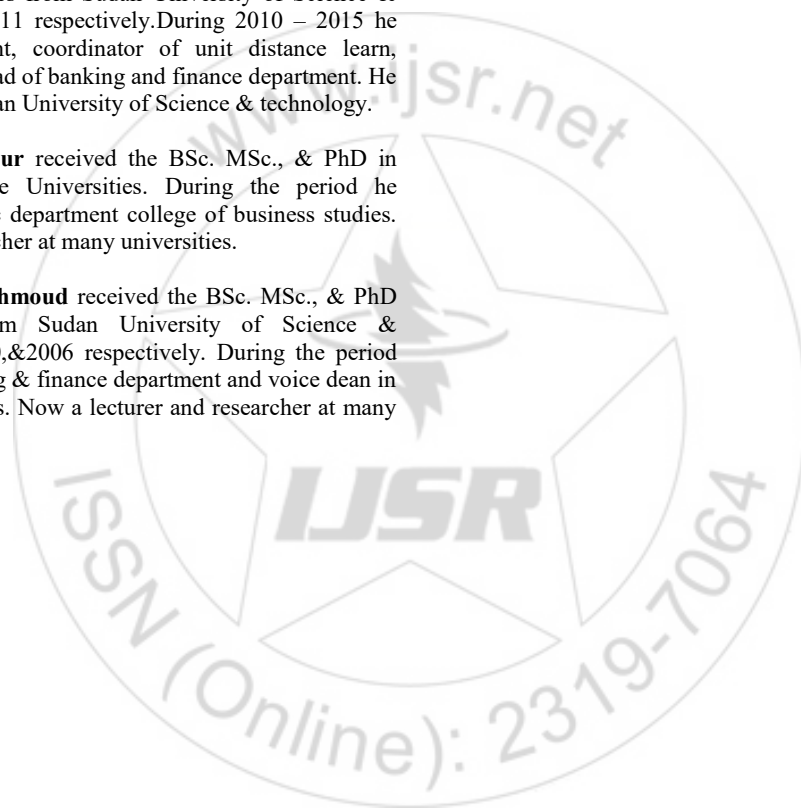 11 respectively.During 2010 – 2015 he
nt, coordinator of unit distance learn,
ad of banking and finance department. He
an University of Science & technology.
ur received the BSc. MSc., & PhD in
e Universities. During the period he
department college of business studies.
cher at many universities.
hmoud received the BSc. MSc., & PhD
m Sudan University of Science &
,&2006 respectively. During the period
g & finance department and voice dean in
s. Now a lecturer and researcher at many
www.ijsr.net
IJSR
ISSN (Online): 2319-7064